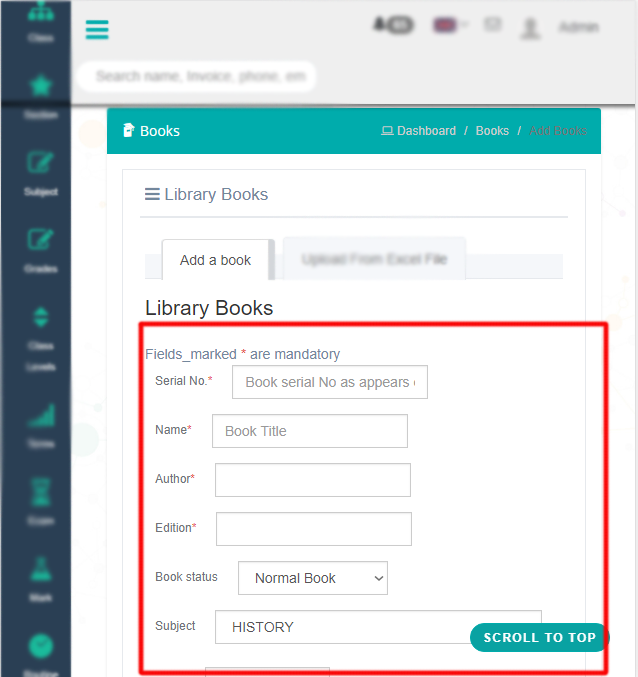 Class
Admin
Search name, Invoice, phone, em
Section
Subject
Grades
Class
Levels
Exam
Mark
Routine
Books
Dashboard / Books / Add Books
Library Books
Add a book
Upload From Excel File
Library Books
Fields_marked * are mandatory
Serial No.*
Book serial No as appears
Name*
Book Title
Author*
Edition*
Book status
Normal Book
Subject
HISTORY
SCROLL TO TOP